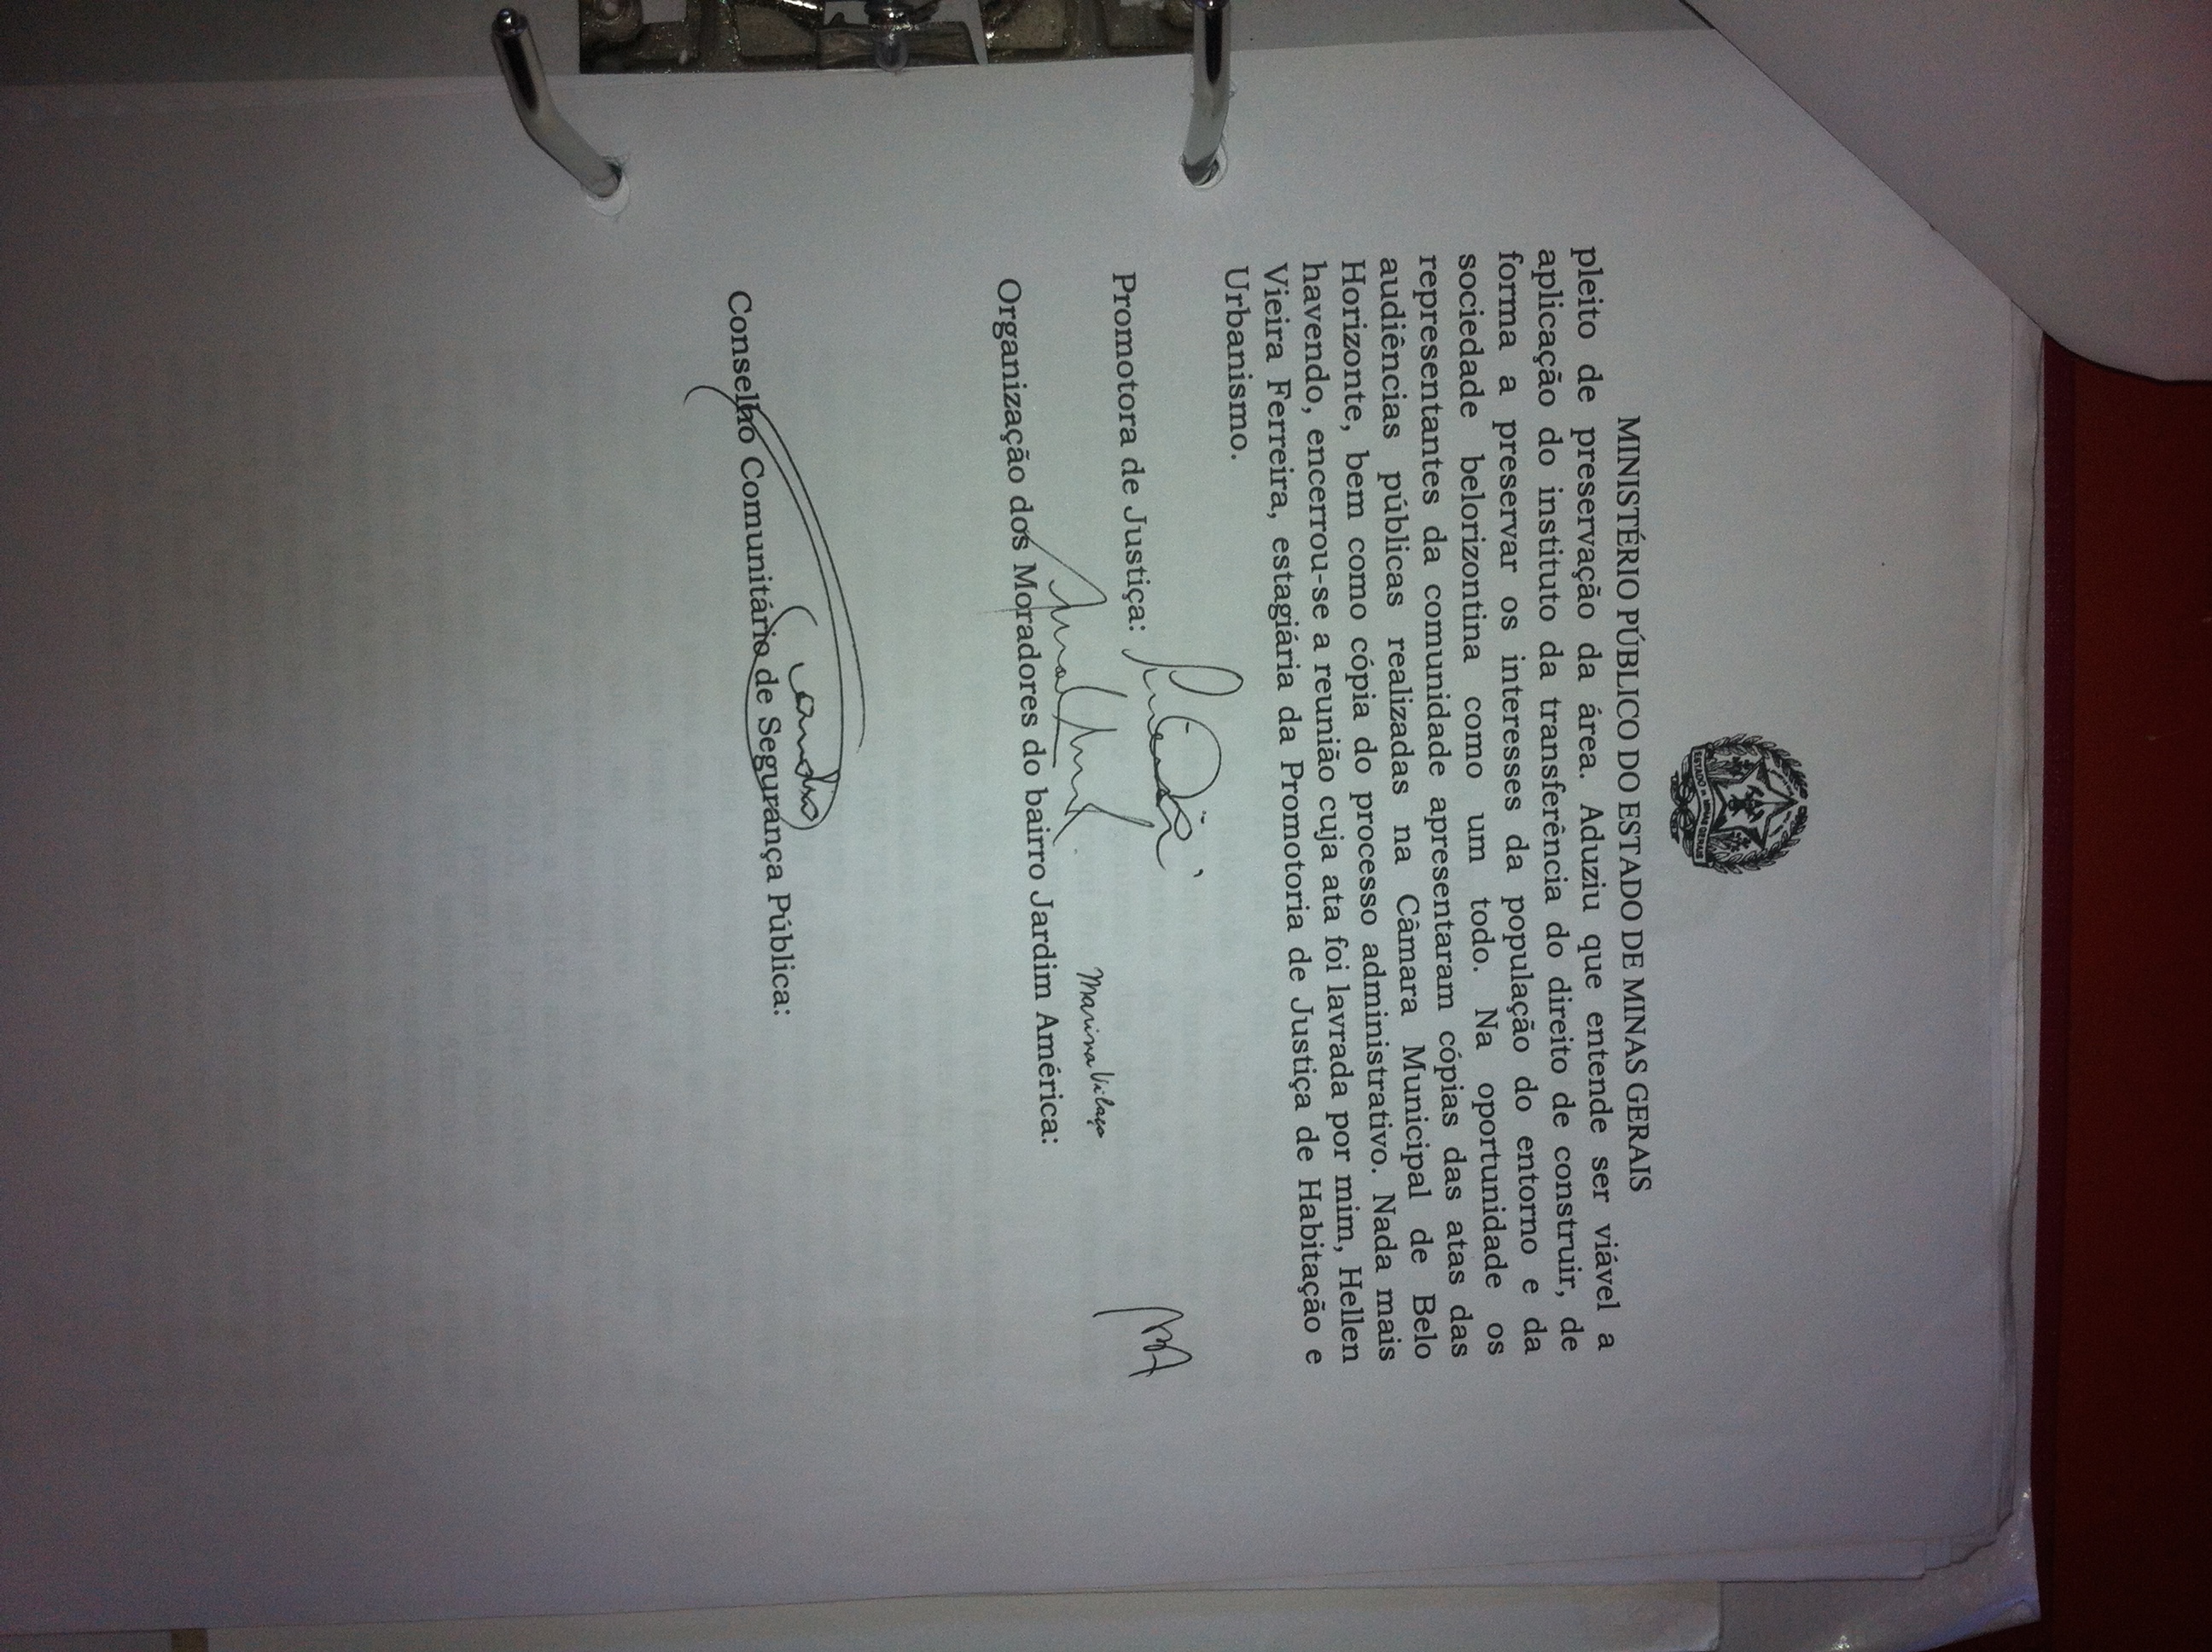 ESTADO DE MINAS GERAIS
MINISTÉRIO PÚBLICO DO ESTADO DE MINAS GERAIS
pleito de preservação da área. Aduziu que entende ser viável a
aplicação do instituto da transferência do direito de construir, de
forma a preservar os interesses da população do entorno e da
sociedade belorizontina como um todo. Na oportunidade os
representantes da comunidade apresentaram cópias das atas das
audiências públicas realizadas na Câmara Municipal de Belo
Horizonte, bem como cópia do processo administrativo. Nada mais
havendo, encerrou-se a reunião cuja ata foi lavrada por mim, Hellen
Vieira Ferreira, estagiária da Promotoria de Justiça de Habitação e
Urbanismo.
Promotora de Justiça:
Marina Vilaça
Organização dos Moradores do bairro Jardim América:
Conselho Comunitário de Segurança Pública: